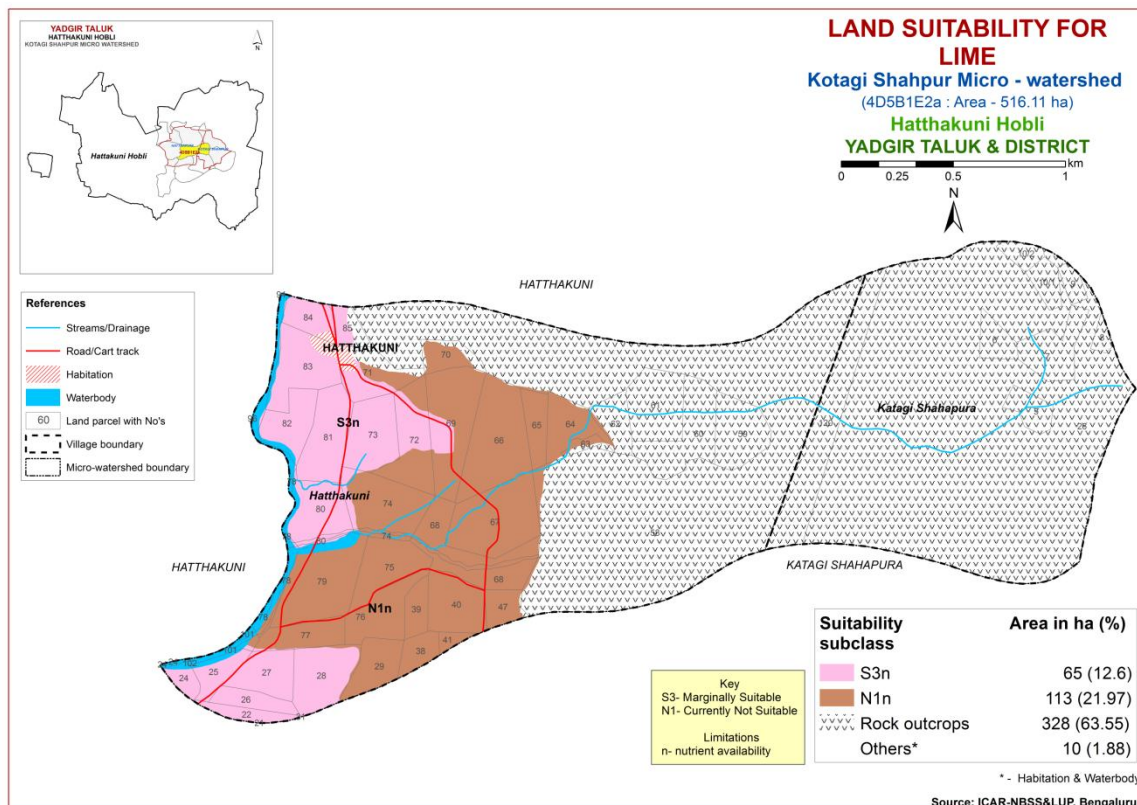 YADGIR TALUK
HATTHAKUNI HOBLI
KOTAGI SHAHPUR MICRO WATERSHED
N
Hattakuni Hobli
LAND SUITABILITY FOR
LIME
Kotagi Shahpur Micro - watershed
(4D5B1E2a : Area - 516.11 ha)
Hatthakuni Hobli
YADGIR TALUK & DISTRICT
km
0 0.25 0.5 1
N
References
Streams/Drainage
Road/Cart track
Habitation
Waterbody
60 Land parcel with No's
Village boundary
Micro-watershed boundary
HATTHAKUNI
84
85
HATTHAKUNI
70
83
71
S3n
69
82
81
73
72
66
65
64
62
63
Katagi Shahapura
Hatthakuni
80
74
68
67
74
HATTHAKUNI
KATAGI SHAHAPURA
79
75
68
76
N1n
39
40
47
77
41
38
24
25
27
28
29
26
22
21
Suitability
subclass
Area in ha (%)
S3n 65 (12.6)
N1n 113 (21.97)
Rock outcrops 328 (63.55)
Others* 10 (1.88)
Key
S3- Marginally Suitable
N1- Currently Not Suitable
Limitations
n- nutrient availability
* - Habitation & Waterbody
Source: ICAR-NBSS&LUP, Bengaluru